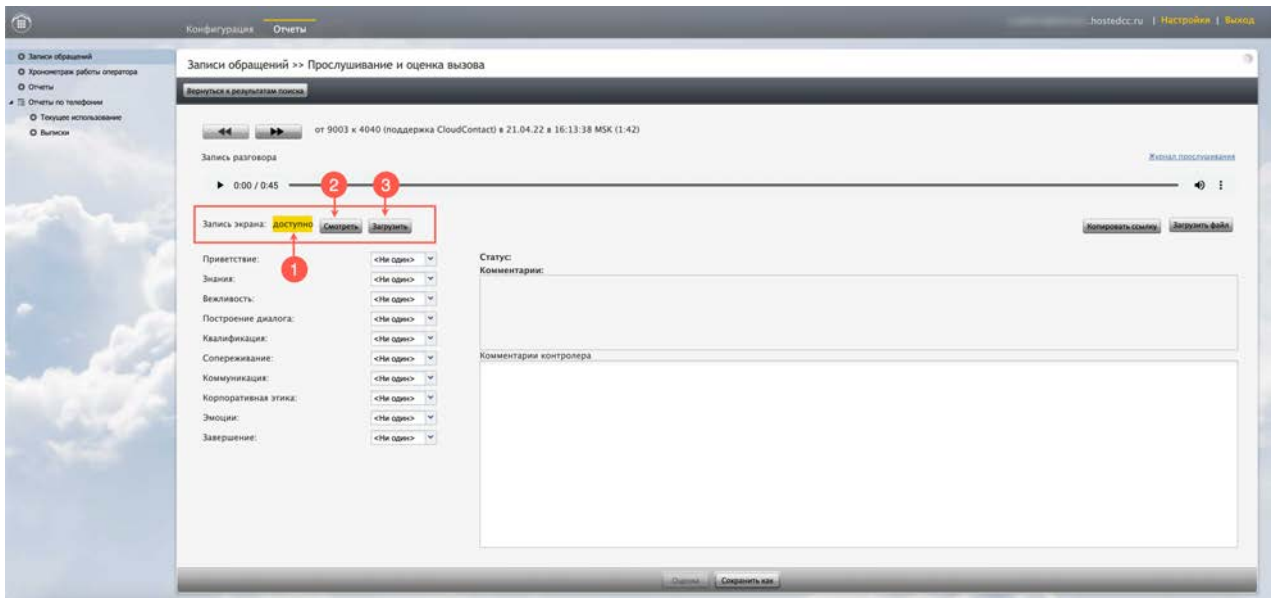 Конфигурация Отчеты
.hostedcc.ru | Настройки | Выход
Записи обращений
Хронометраж работы оператора
Отчеты
Отчеты по телефонии
Текущее использование
Выписки
Записи обращений >> Прослушивание и оценка вызова
Вернуться к результатам поиска
от 9003 к 4040 (поддержка CloudContact) в 21.04.22 в 16:13:38 MSK (1:42)
Запись разговора
Журнал прослушивания
0:00 / 0:45
2 3
Запись экрана: доступно Смотреть Загрузить
Копировать ссылку Загрузить файл
1
Приветствие: <Ни один>
Знания: <Ни один>
Вежливость: <Ни один>
Построение диалога: <Ни один>
Квалификация: <Ни один>
Сопереживание: <Ни один>
Коммуникация: <Ни один>
Корпоративная этика: <Ни один>
Эмоции: <Ни один>
Завершение: <Ни один>
Статус:
Комментарии:
Комментарии контролера
Оценка Сохранить как